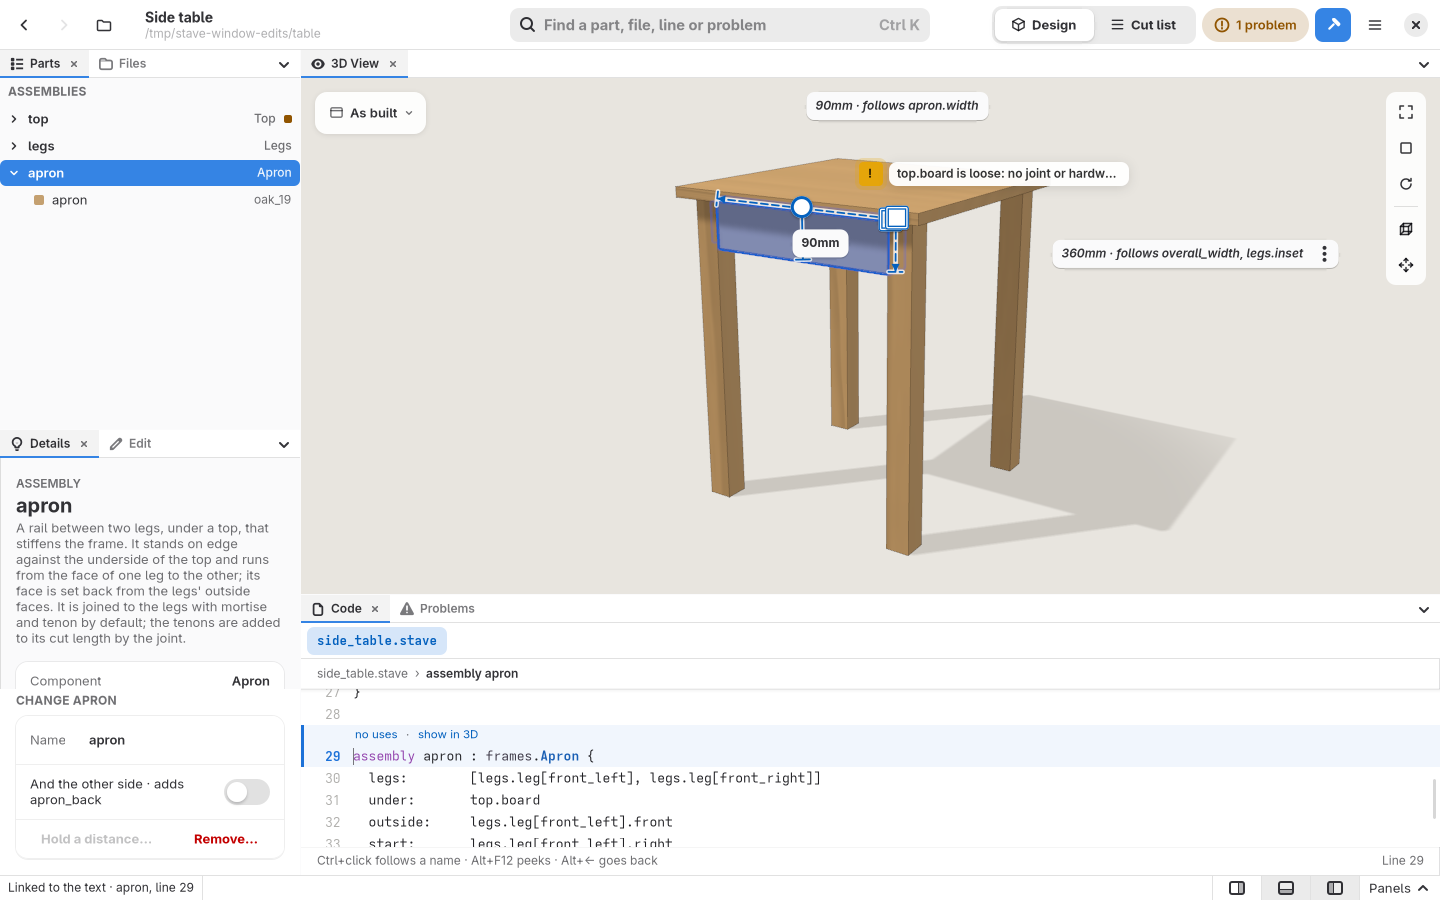 Side table
/tmp/stave-window-edits/table
Find a part, file, line or problem
Ctrl K
Design
Cut list
1 problem
Parts
Files
ASSEMBLIES
top
Top
legs
Legs
apron
Apron
apron
oak_19
Details
Edit
ASSEMBLY
apron
A rail between two legs, under a top, that
stiffens the frame. It stands on edge
against the underside of the top and runs
from the face of one leg to the other; its
face is set back from the legs' outside
faces. It is joined to the legs with mortise
and tenon by default; the tenons are added
to its cut length by the joint.
Component
Apron
CHANGE APRON
Name
apron
And the other side · adds
apron_back
Hold a distance...
Remove...
3D View
As built
90mm · follows apron.width
!
top.board is loose: no joint or hardw...
90mm
360mm · follows overall_width, legs.inset
Code
Problems
side_table.stave
side_table.stave › assembly apron
27 }
28
no uses · show in 3D
29 assembly apron : frames.Apron {
30 legs: [legs.leg[front_left], legs.leg[front_right]]
31 under: top.board
32 outside: legs.leg[front_left].front
33 start: legs.leg[front_left].right
Ctrl+click follows a name · Alt+F12 peeks · Alt+← goes back
Line 29
Linked to the text · apron, line 29
Panels